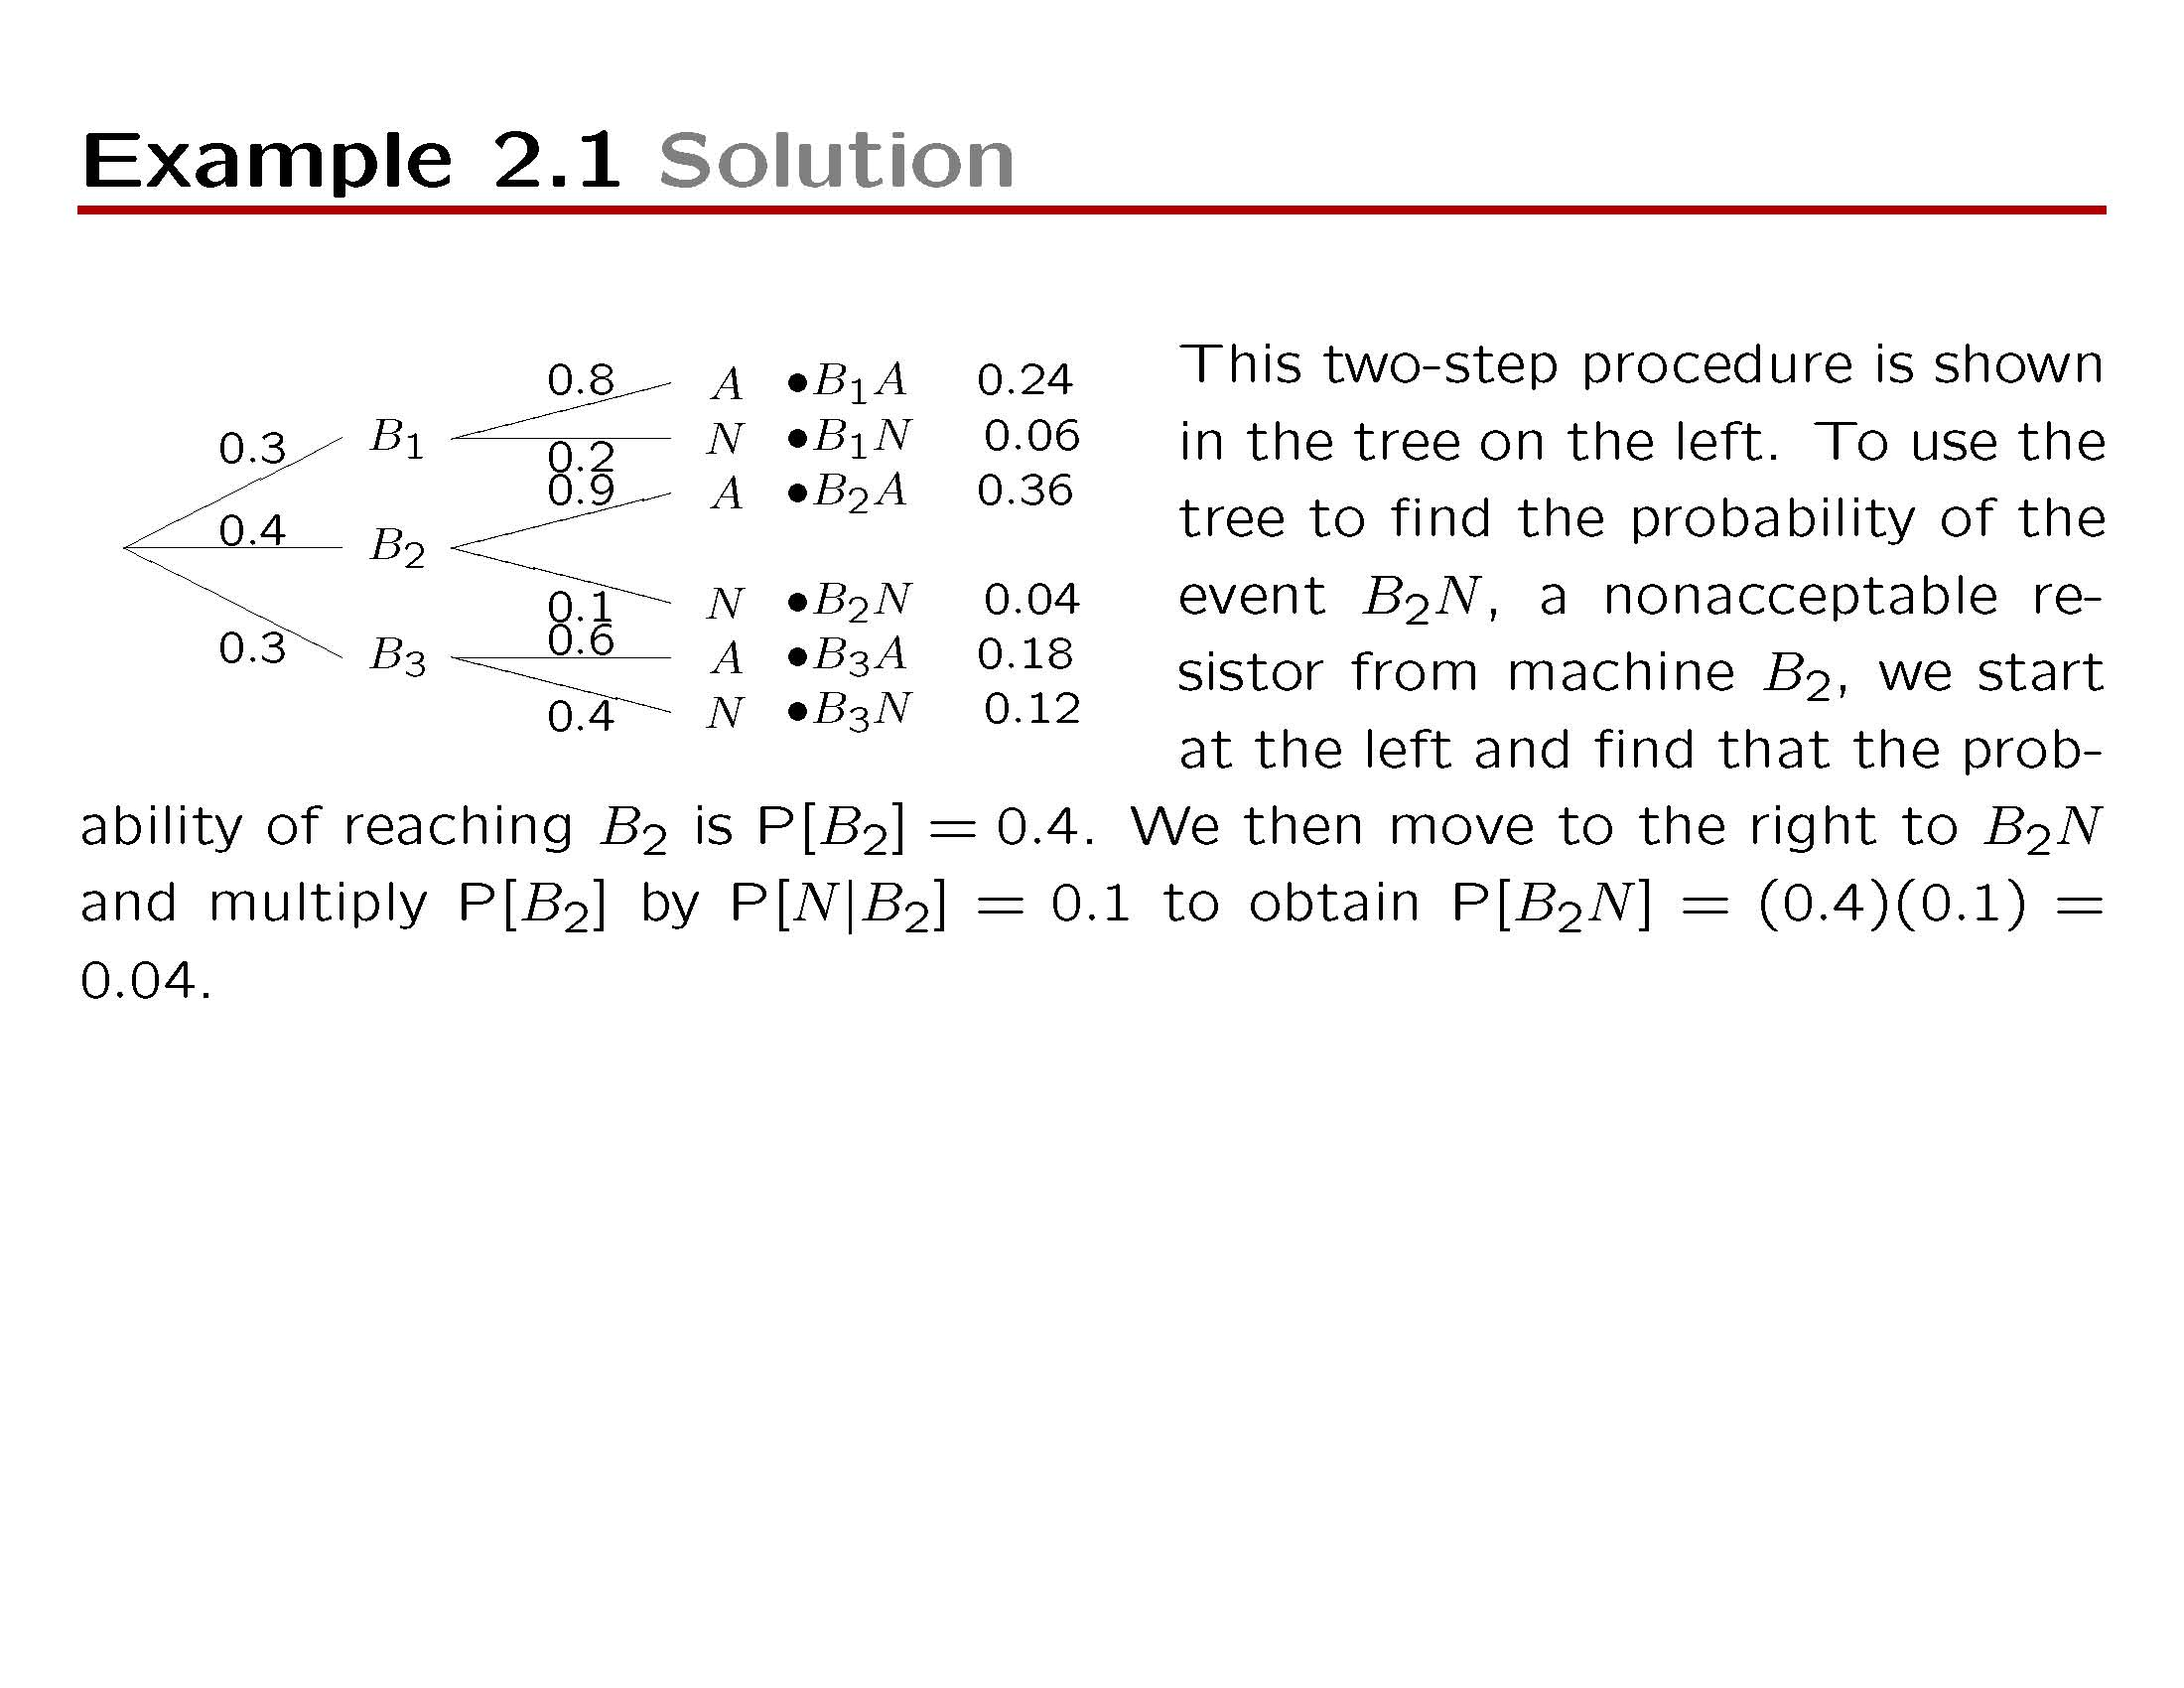 Example 2.1 Solution
0.8 A •B₁A 0.24
0.3 B₁ 0.2 N •B₁N 0.06
0.9 A •B₂A 0.36
0.4 B₂
0.1 N •B₂N 0.04
0.3 B₃ 0.6 A •B₃A 0.18
0.4 N •B₃N 0.12
This two-step procedure is shown
in the tree on the left. To use the
tree to find the probability of the
event B₂N, a nonacceptable re-
sistor from machine B₂, we start
at the left and find that the prob-
ability of reaching B₂ is P[B₂] = 0.4. We then move to the right to B₂N
and multiply P[B₂] by P[N|B₂] = 0.1 to obtain P[B₂N] = (0.4)(0.1) =
0.04.